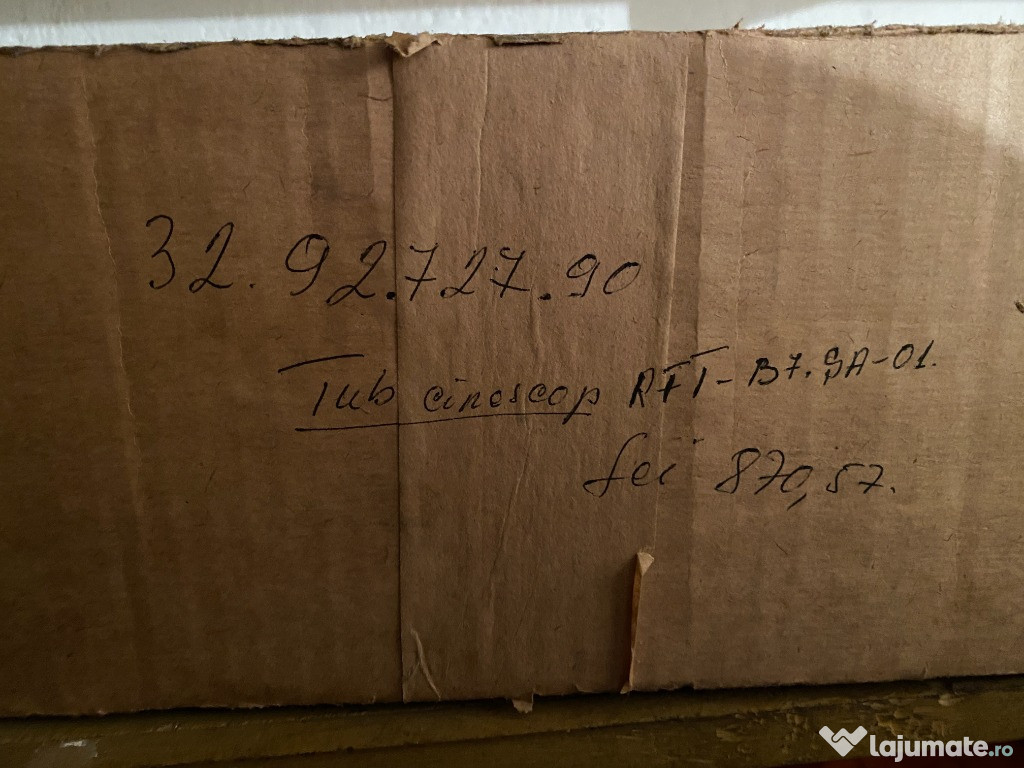 32.92.727.90
Tub cinescop RFT-B7.SA-01.
Lei 870,57.
lajumate.ro